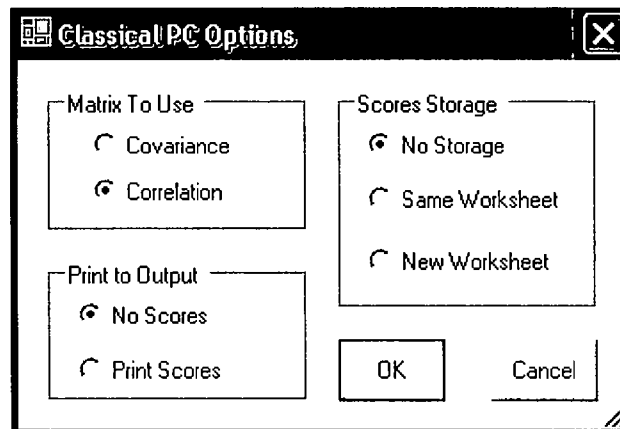 Classical PC Options
Matrix To Use
Covariance
Correlation
Print to Output
No Scores
Print Scores
Scores Storage
No Storage
Same Worksheet
New Worksheet
OK
Cancel